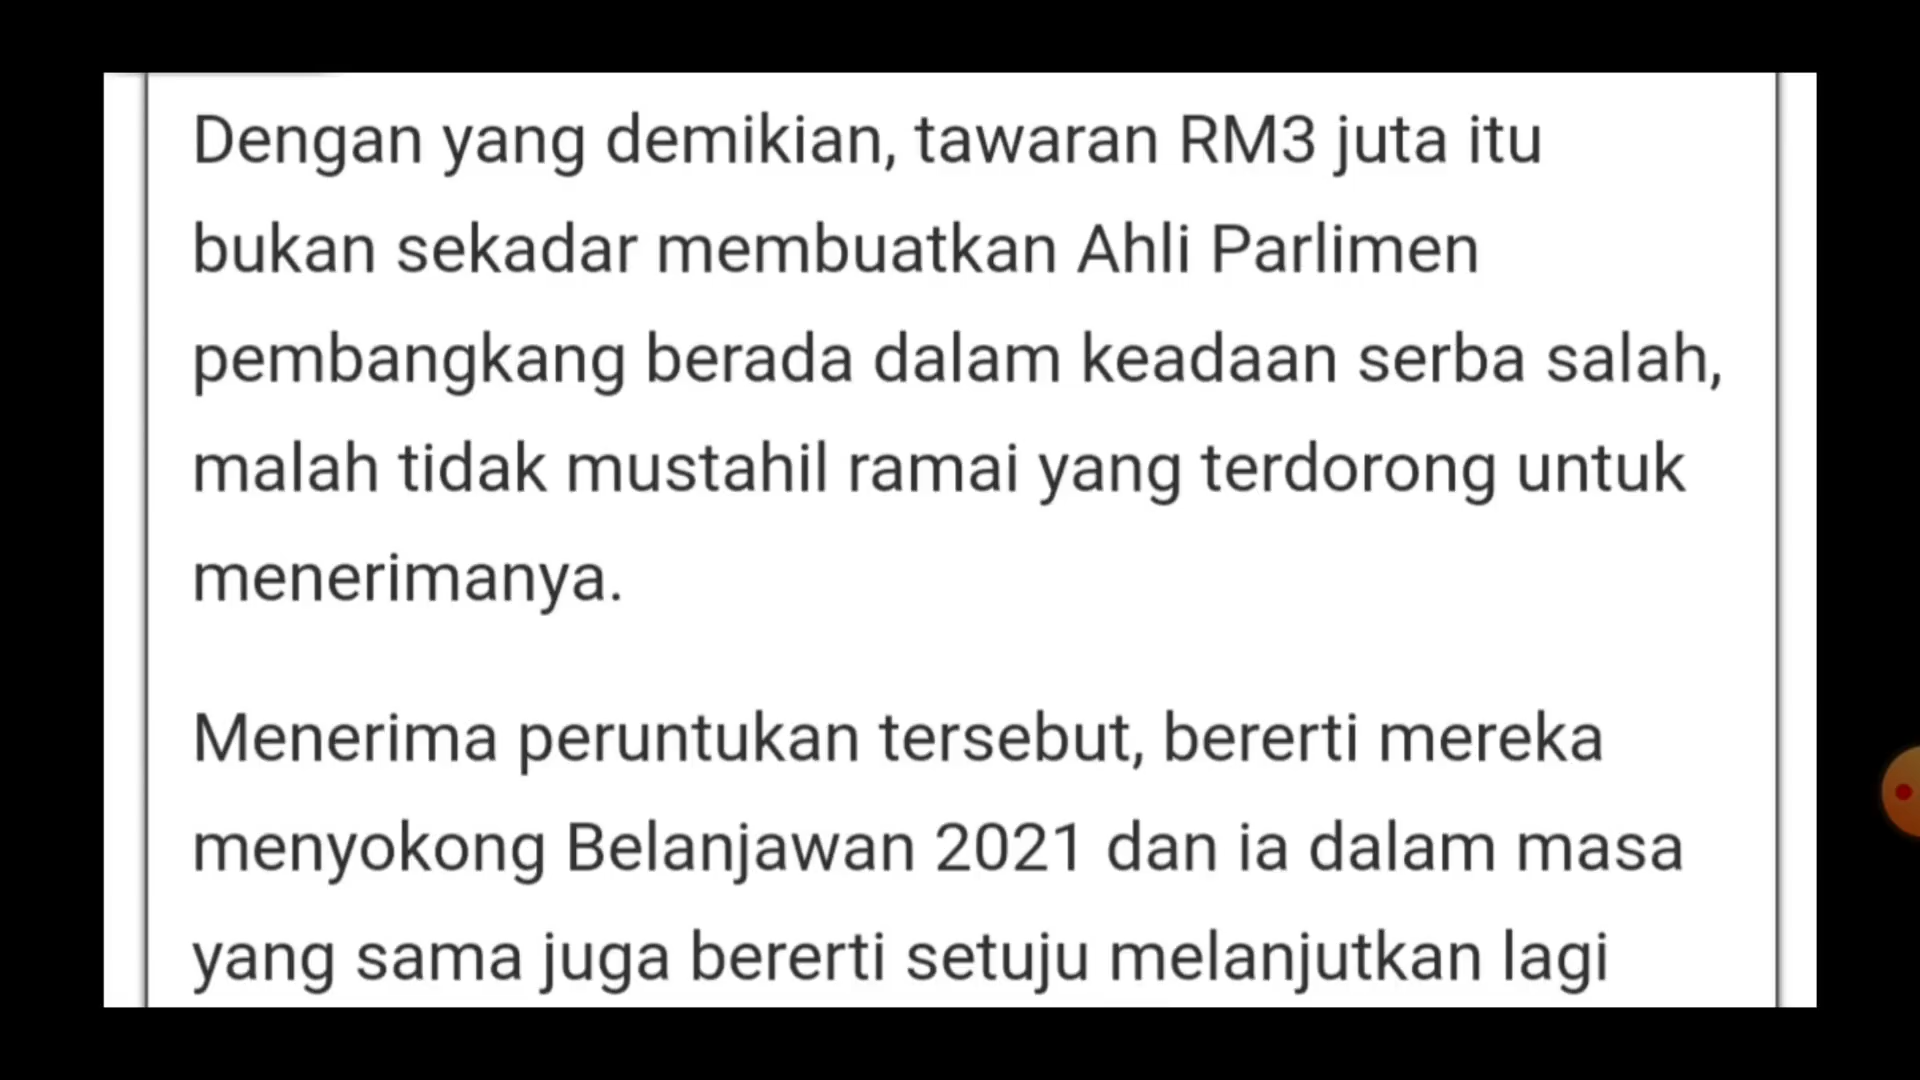 Dengan yang demikian, tawaran RM3 juta itu
bukan sekadar membuatkan Ahli Parlimen
pembangkang berada dalam keadaan serba salah,
malah tidak mustahil ramai yang terdorong untuk
menerimanya.
Menerima peruntukan tersebut, bererti mereka
menyokong Belanjawan 2021 dan ia dalam masa
yang sama juga bererti setuju melanjutkan lagi